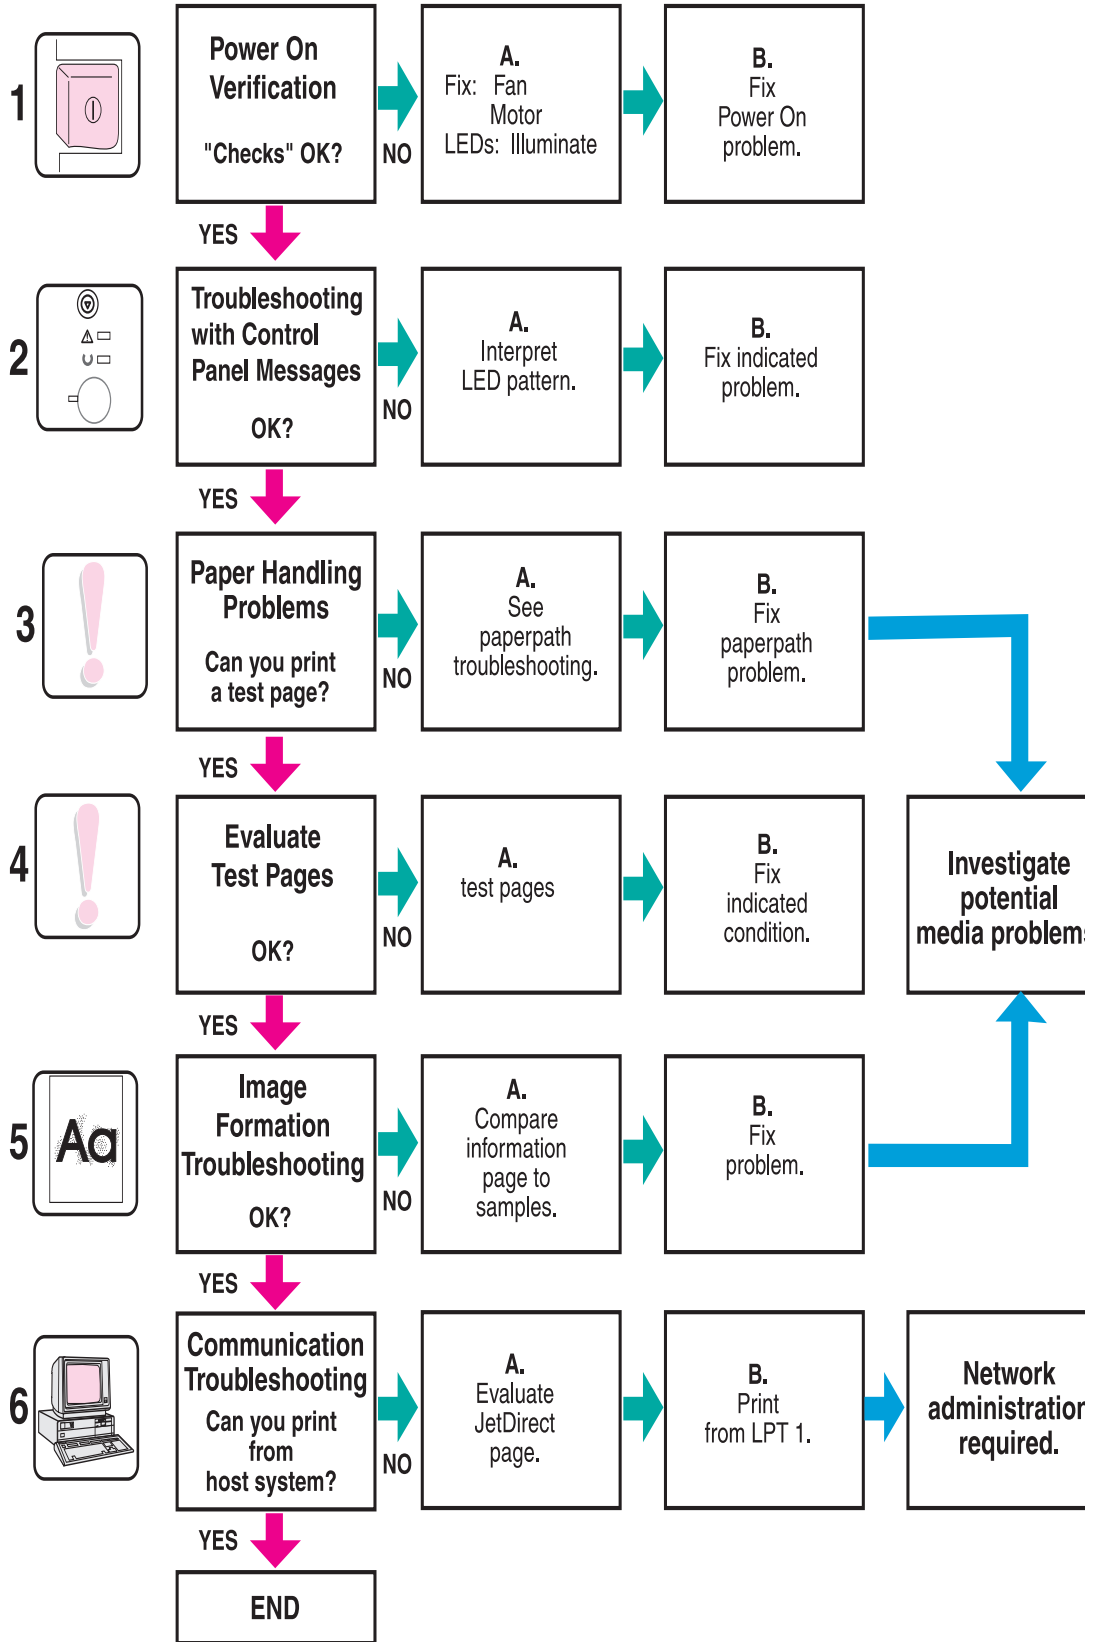 1
Power On
Verification
"Checks" OK?
NO
A.
Fix: Fan
Motor
LEDs: Illuminate
B.
Fix
Power On
problem.
YES
2
Troubleshooting
with Control
Panel Messages
OK?
NO
A.
Interpret
LED pattern.
B.
Fix indicated
problem.
YES
3
Paper Handling
Problems
Can you print
a test page?
NO
A.
See
paperpath
troubleshooting.
B.
Fix
paperpath
problem.
YES
4
Evaluate
Test Pages
OK?
NO
A.
test pages
B.
Fix
indicated
condition.
Investigate
potential
media problems
YES
5
Aa
Image
Formation
Troubleshooting
OK?
NO
A.
Compare
information
page to
samples.
B.
Fix
problem.
YES
6
Communication
Troubleshooting
Can you print
from
host system?
NO
A.
Evaluate
JetDirect
page.
B.
Print
from LPT 1.
Network
administration
required.
YES
END